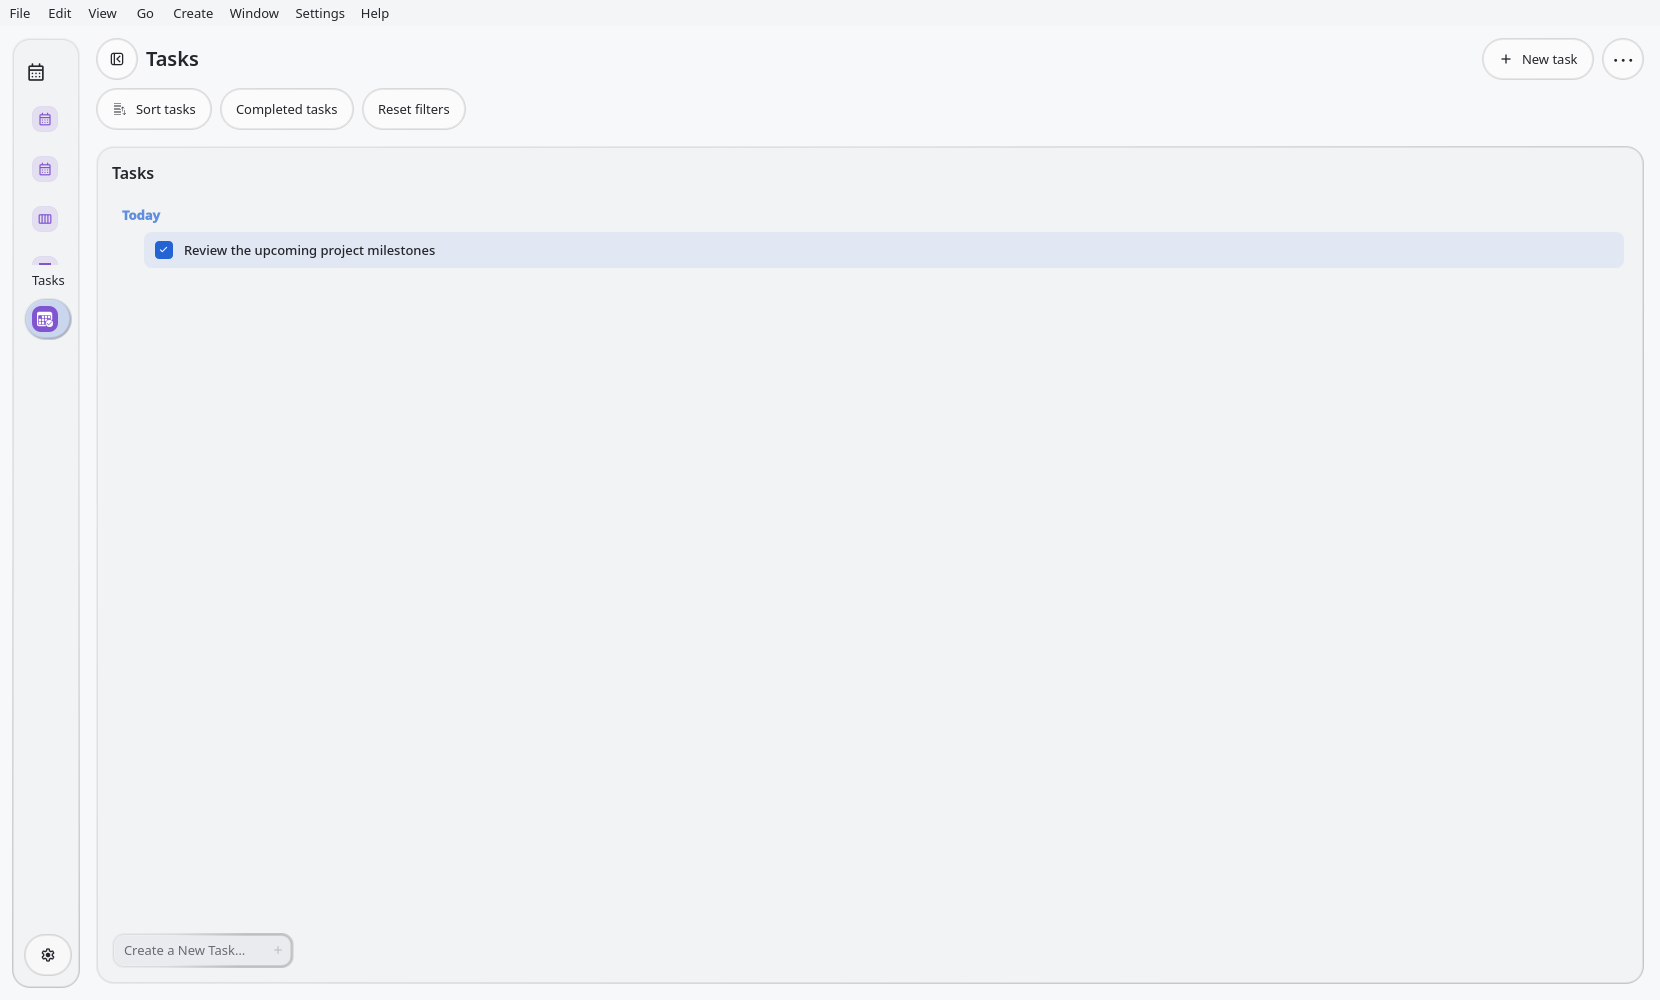 File Edit View Go Create Window Settings Help
Tasks
New task
Sort tasks
Completed tasks
Reset filters
Tasks
Today
Review the upcoming project milestones
Tasks
Create a New Task...